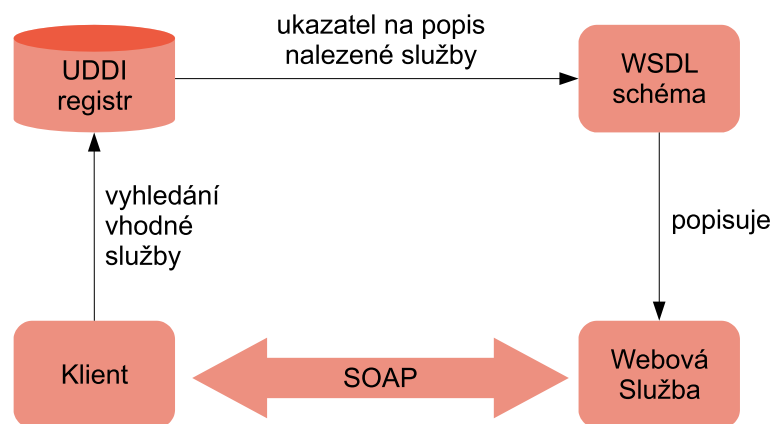 ukazatel na popis
nalezené služby
UDDI
registr
WSDL
schéma
vyhledání
vhodné
služby
popisuje
Klient
SOAP
Webová
Služba